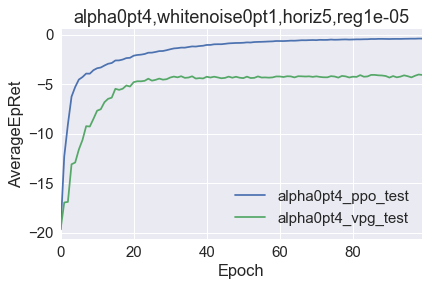 alpha0pt4,whitenoise0pt1,horiz5,reg1e-05
AverageEpRet
0
−5
−10
−15
−20
alpha0pt4_ppo_test
alpha0pt4_vpg_test
0 20 40 60 80
Epoch